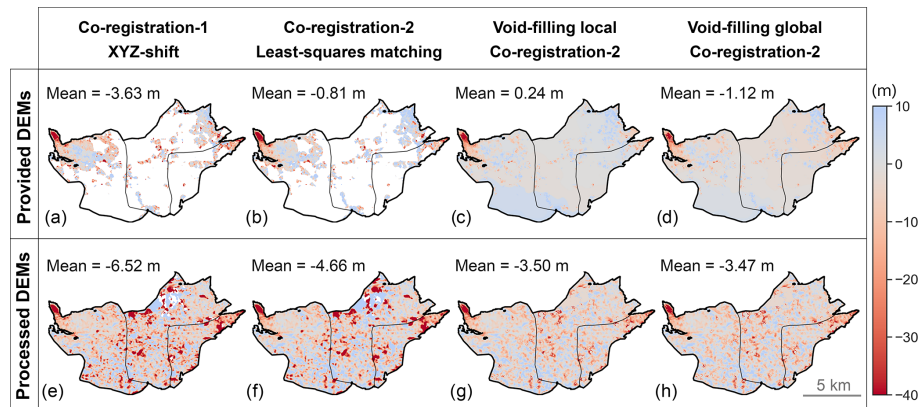 Co-registration-1
XYZ-shift
Co-registration-2
Least-squares matching
Void-filling local
Co-registration-2
Void-filling global
Co-registration-2
(m)
Provided DEMs
Mean = -3.63 m
Mean = -0.81 m
Mean = 0.24 m
Mean = -1.12 m
(a)
(b)
(c)
(d)
Processed DEMs
Mean = -6.52 m
Mean = -4.66 m
Mean = -3.50 m
Mean = -3.47 m
(e)
(f)
(g)
(h)
5 km
10
0
−10
−20
−30
−40